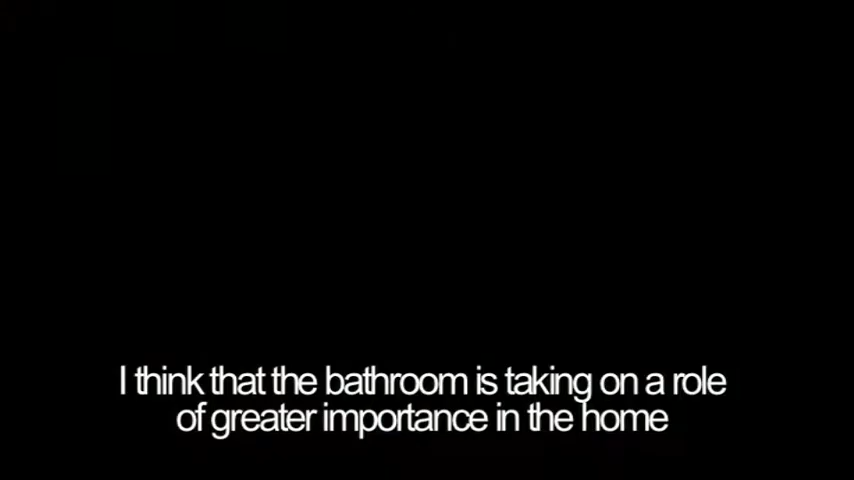 I think that the bathroom is taking on a role
of greater importance in the home